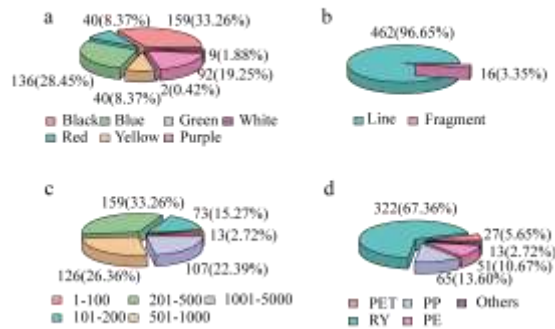 a
40(8.37%) 159(33.26%)
9(1.88%)
136(28.45%) 92(19.25%)
40(8.37%) 2(0.42%)
Black Blue Green White
Red Yellow Purple
b
462(96.65%)
16(3.35%)
Line Fragment
c
159(33.26%)
73(15.27%)
13(2.72%)
126(26.36%) 107(22.39%)
1-100 201-500 1001-5000
101-200 501-1000
d
322(67.36%)
27(5.65%)
13(2.72%)
51(10.67%)
65(13.60%)
PET PP Others
RY PE